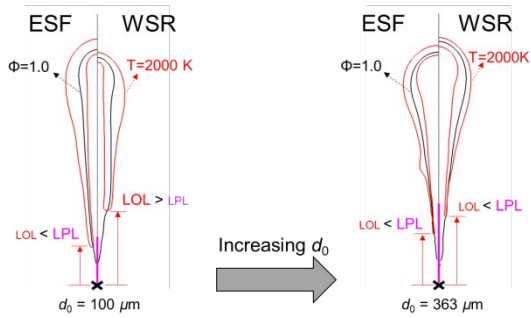 ESF WSR
Φ=1.0
T=2000 K
LOL > LPL
LOL < LPL
d₀ = 100 µm
Increasing d₀
ESF WSR
Φ=1.0
T=2000K
LOL < LPL
LOL < LPL
d₀ = 363 µm